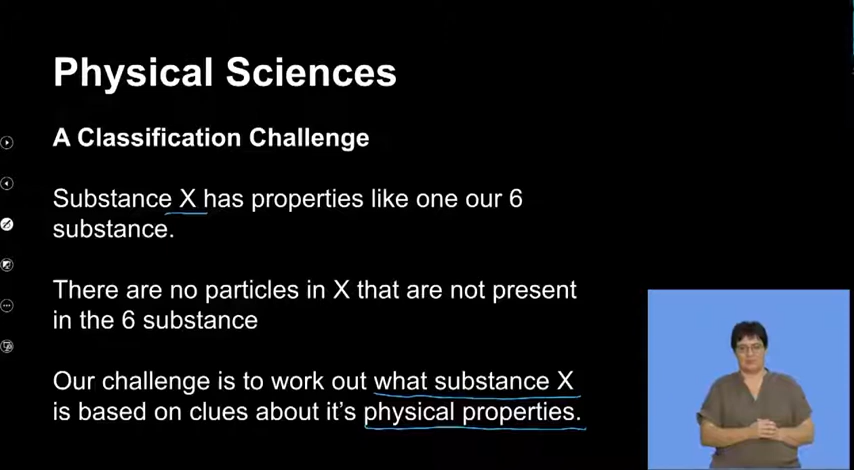 Physical Sciences
A Classification Challenge
Substance X has properties like one our 6
substance.
There are no particles in X that are not present
in the 6 substance
Our challenge is to work out what substance X
is based on clues about it's physical properties.